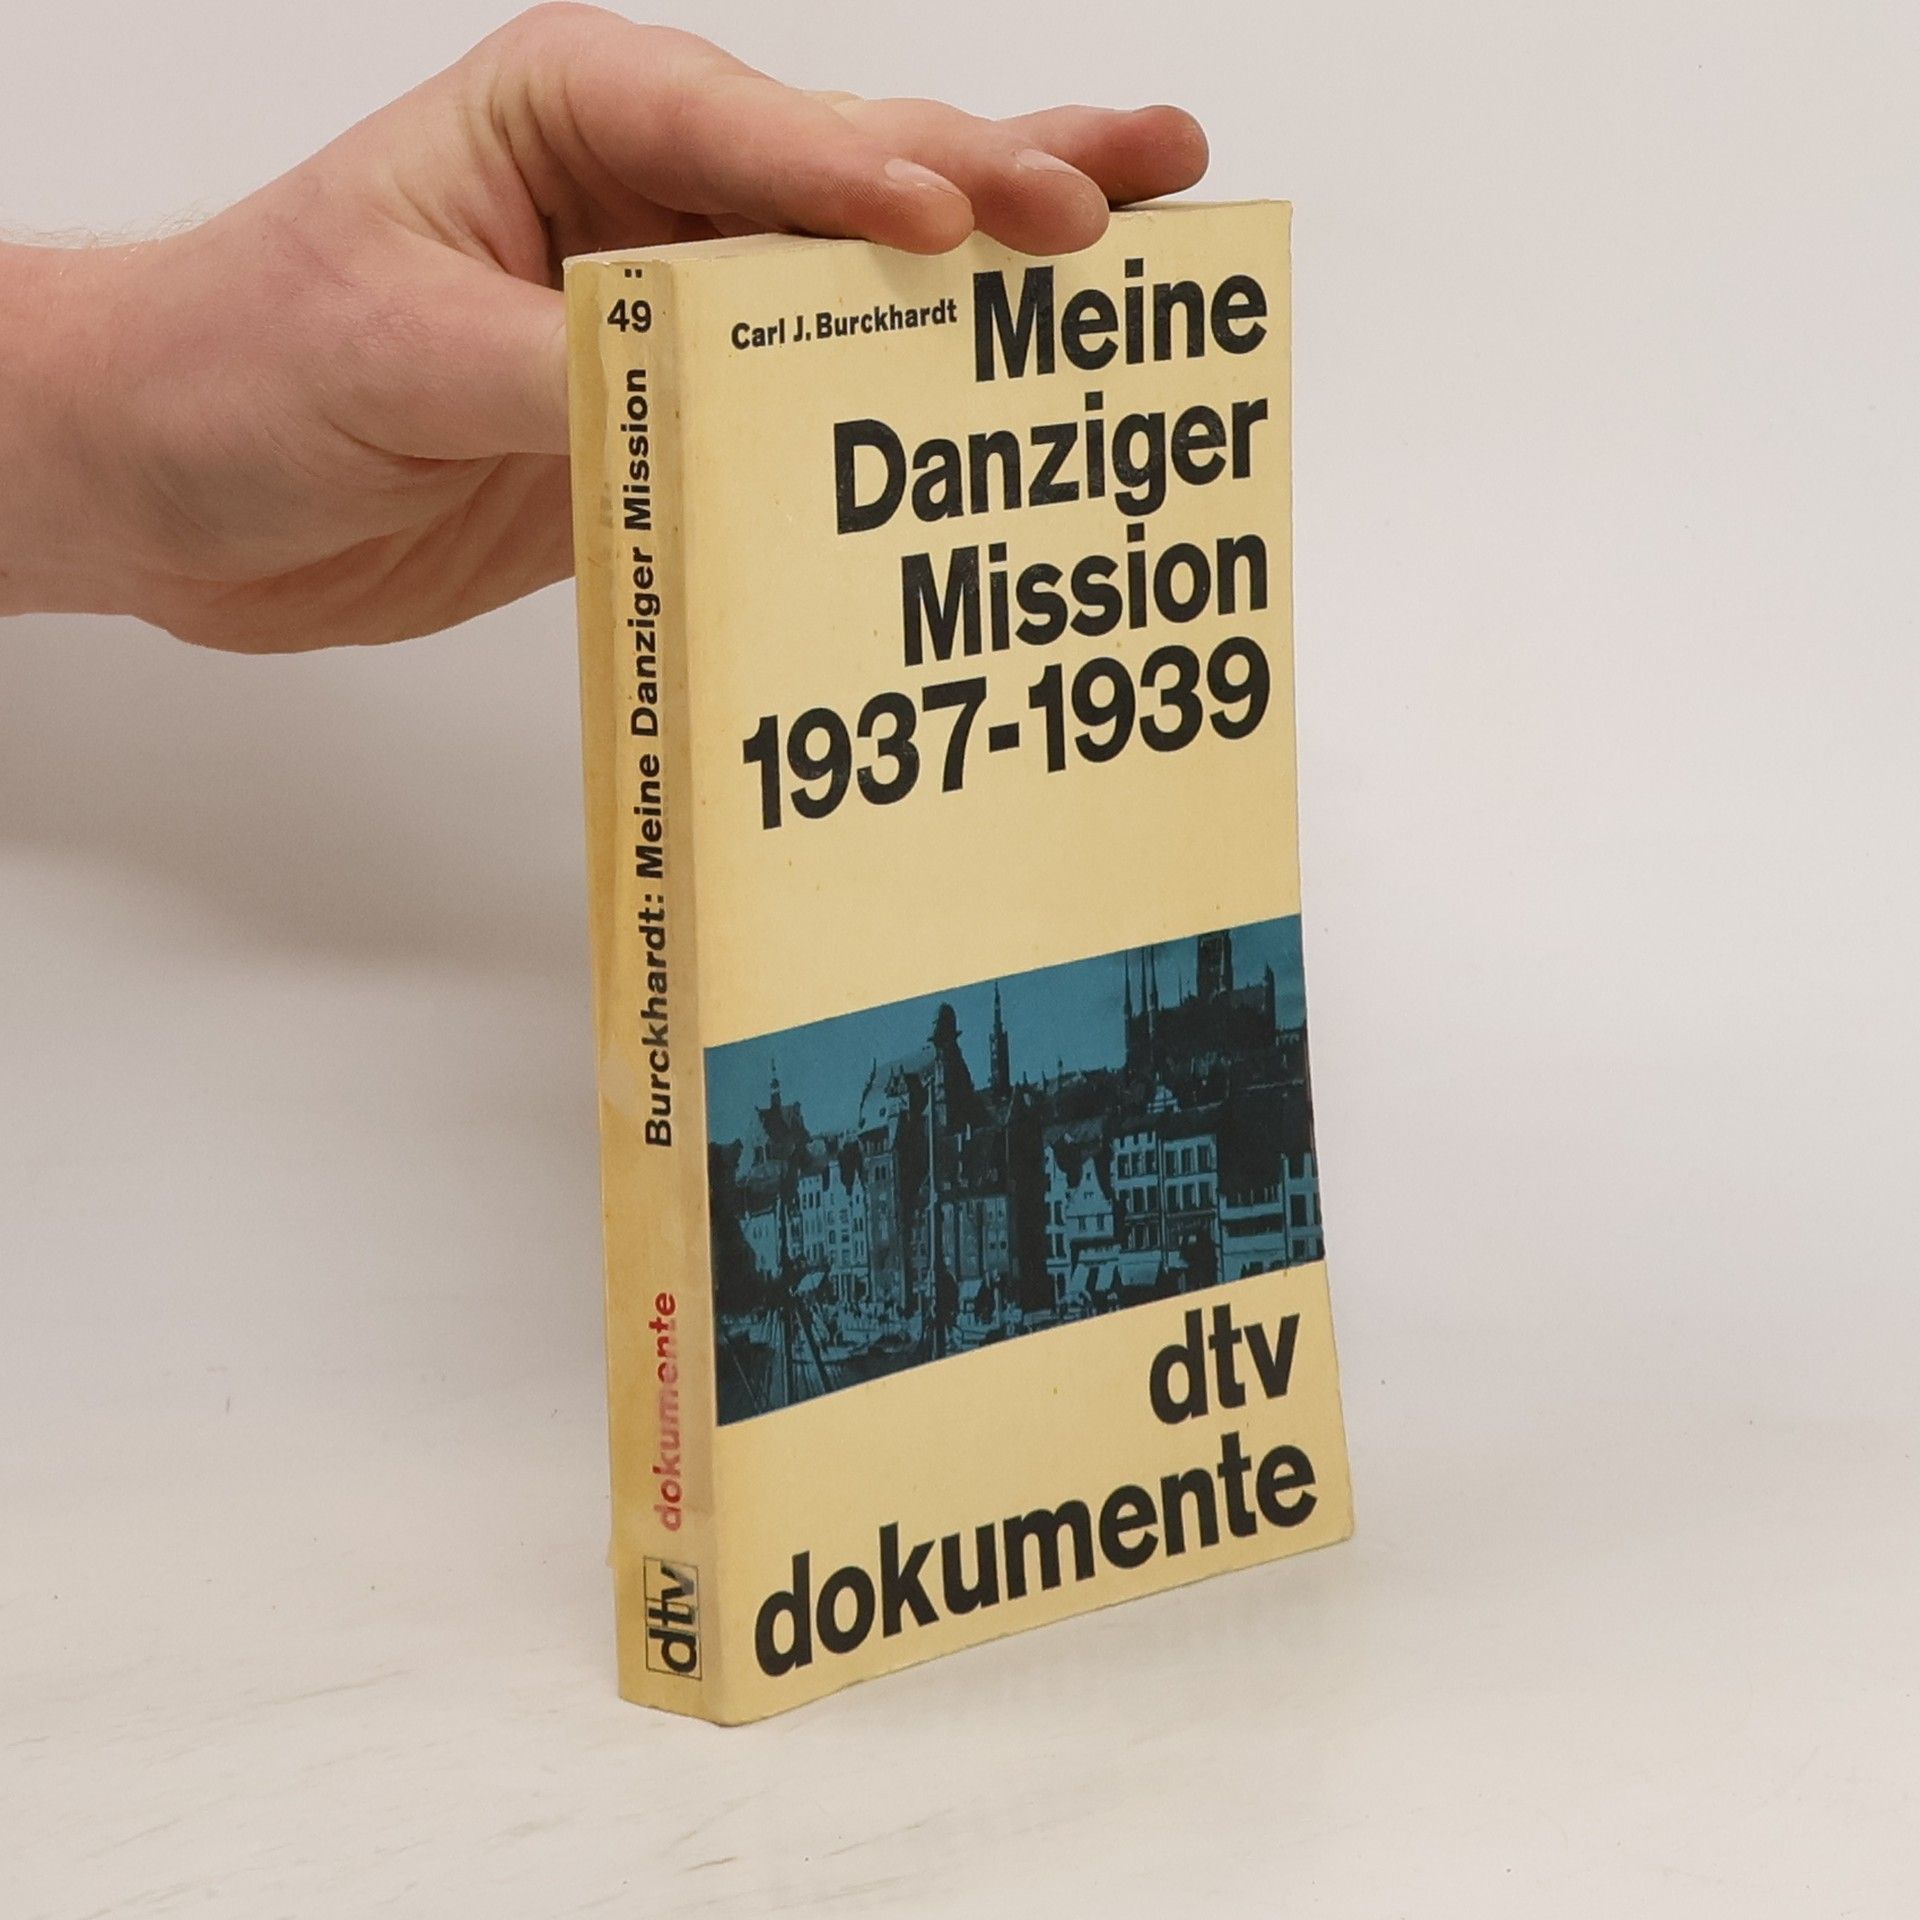 ¨
49
Burckhardt: Meine Danziger Mission
dokumente
dtv
Carl J. Burckhardt
Meine
Danziger
Mission
1937-1939
dtv
dokumente